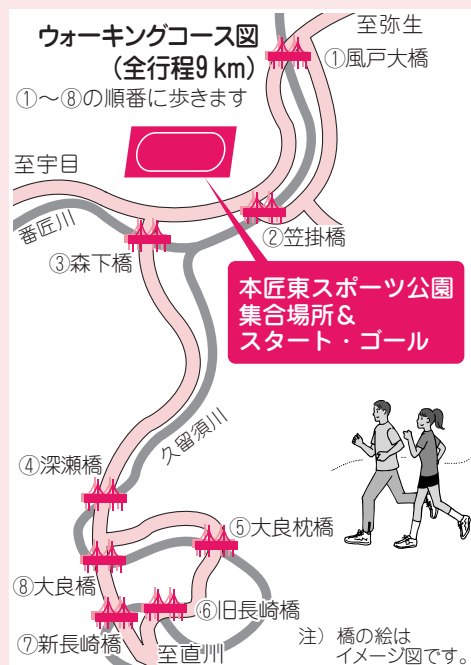 ウォーキングコース図
(全行程9km)
①〜⑧の順番に歩きます
至弥生
①風戸大橋
至宇目
番匠川
②笠掛橋
③森下橋
本匠東スポーツ公園
集合場所&
スタート・ゴール
久留須川
④深瀬橋
⑤大良枕橋
⑧大良橋
⑥旧長崎橋
⑦新長崎橋
至直川
注）橋の絵は
イメージ図です。